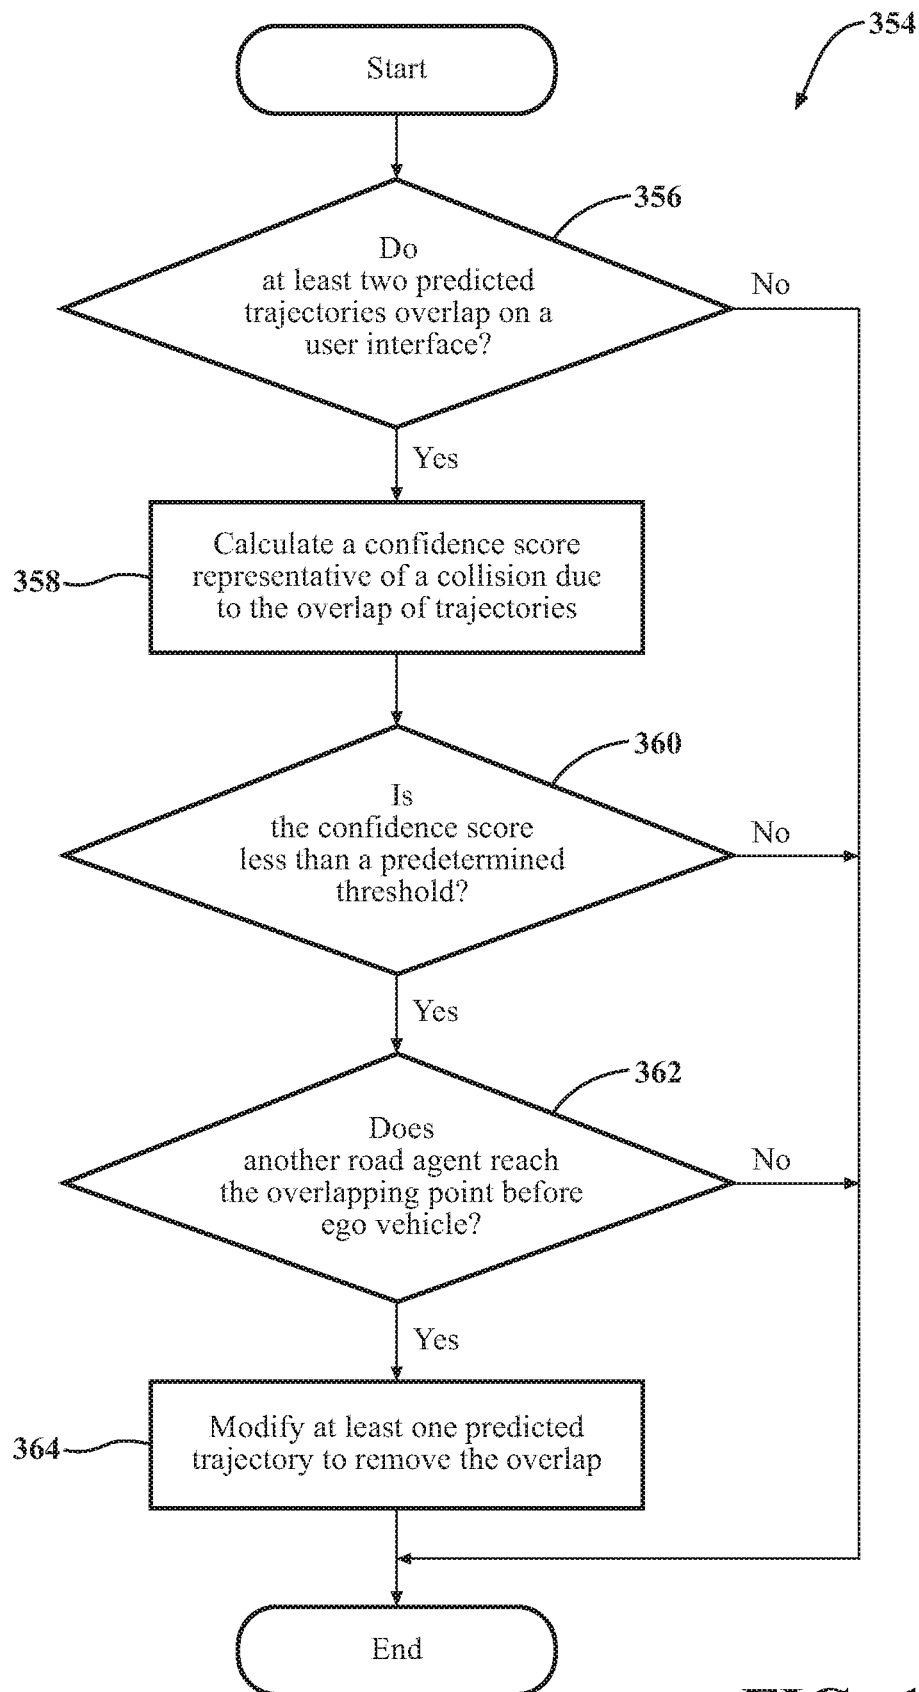 354
Start
356
Do
at least two predicted
trajectories overlap on a
user interface?
No
Yes
358
Calculate a confidence score
representative of a collision due
to the overlap of trajectories
360
Is
the confidence score
less than a predetermined
threshold?
No
Yes
362
Does
another road agent reach
the overlapping point before
ego vehicle?
No
Yes
364
Modify at least one predicted
trajectory to remove the overlap
End